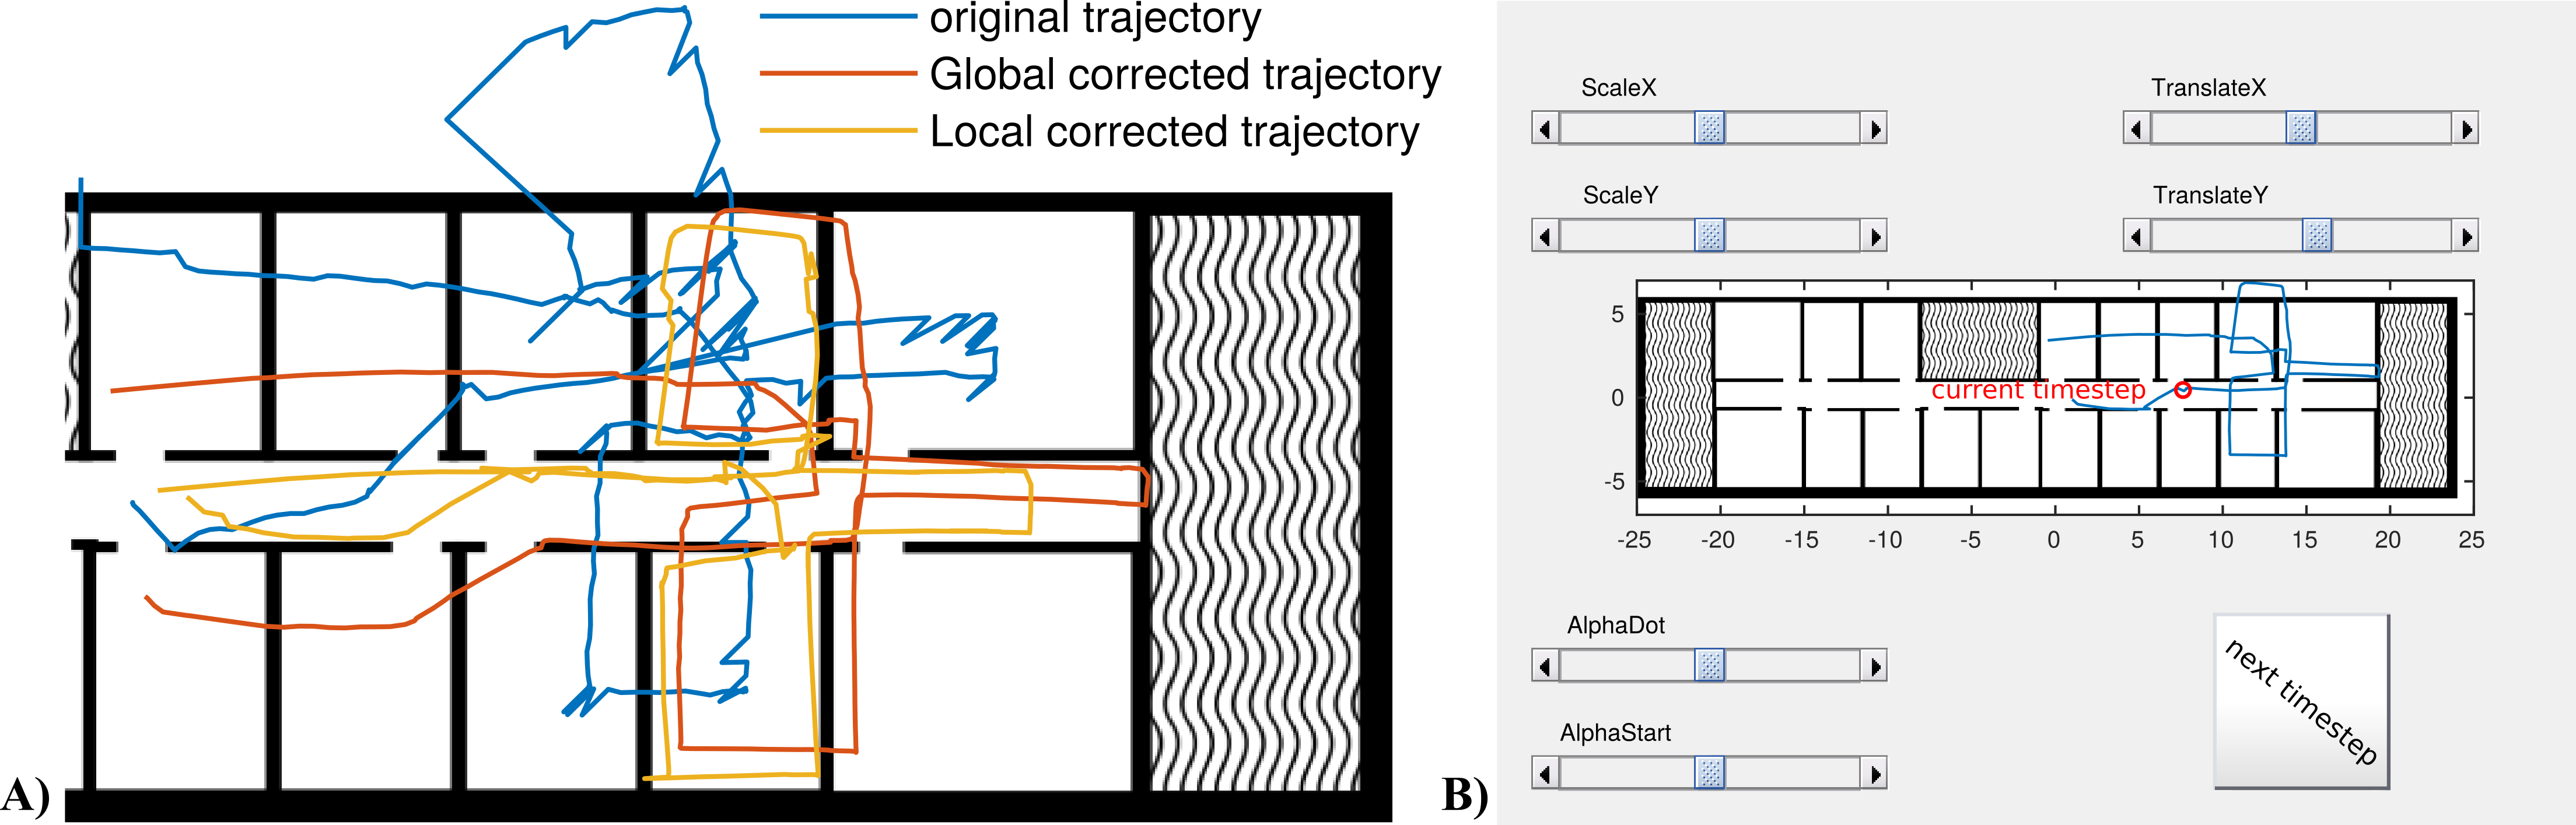 original trajectory
Global corrected trajectory
Local corrected trajectory
A)
ScaleX
TranslateX
ScaleY
TranslateY
5
0
-5
current timestep
-25 -20 -15 -10 -5 0 5 10 15 20 25
AlphaDot
AlphaStart
next timestep
B)